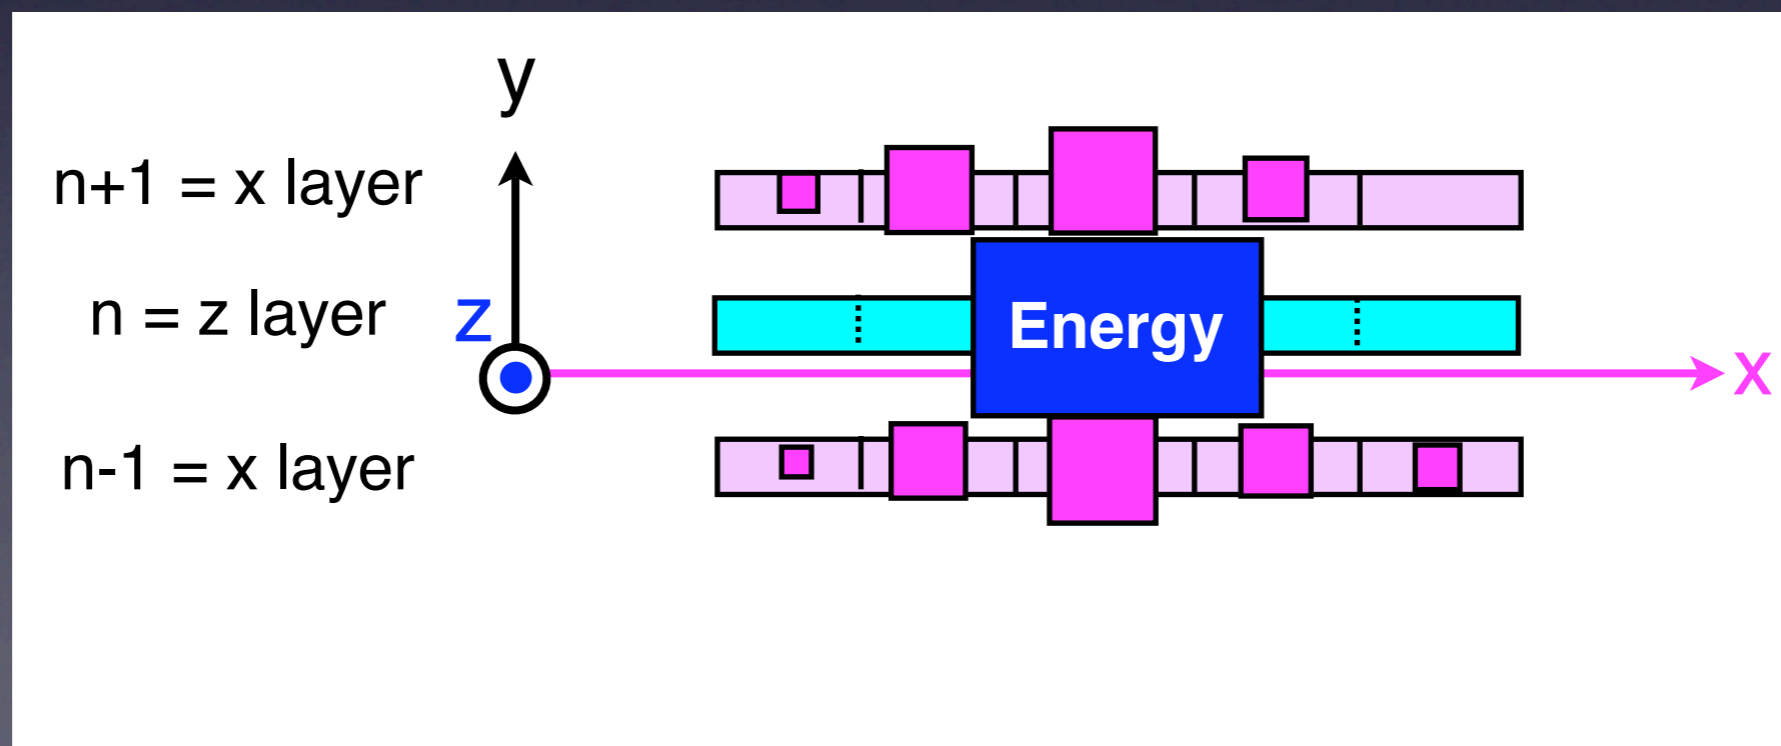 y
n+1 = x layer
n = z layer
z
Energy
x
n-1 = x layer